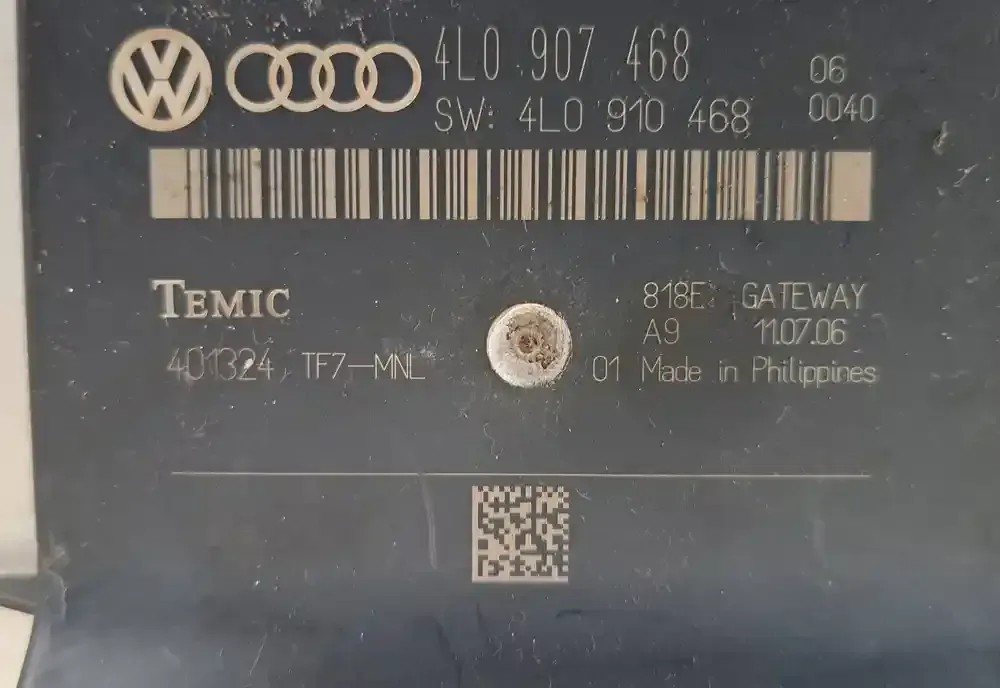 4L0 907 468 06
SW: 4L0 910 468 0040
TEMIC 818E GATEWAY
A9 11.07.06
401324 TF7-MNL 01 Made in Philippines